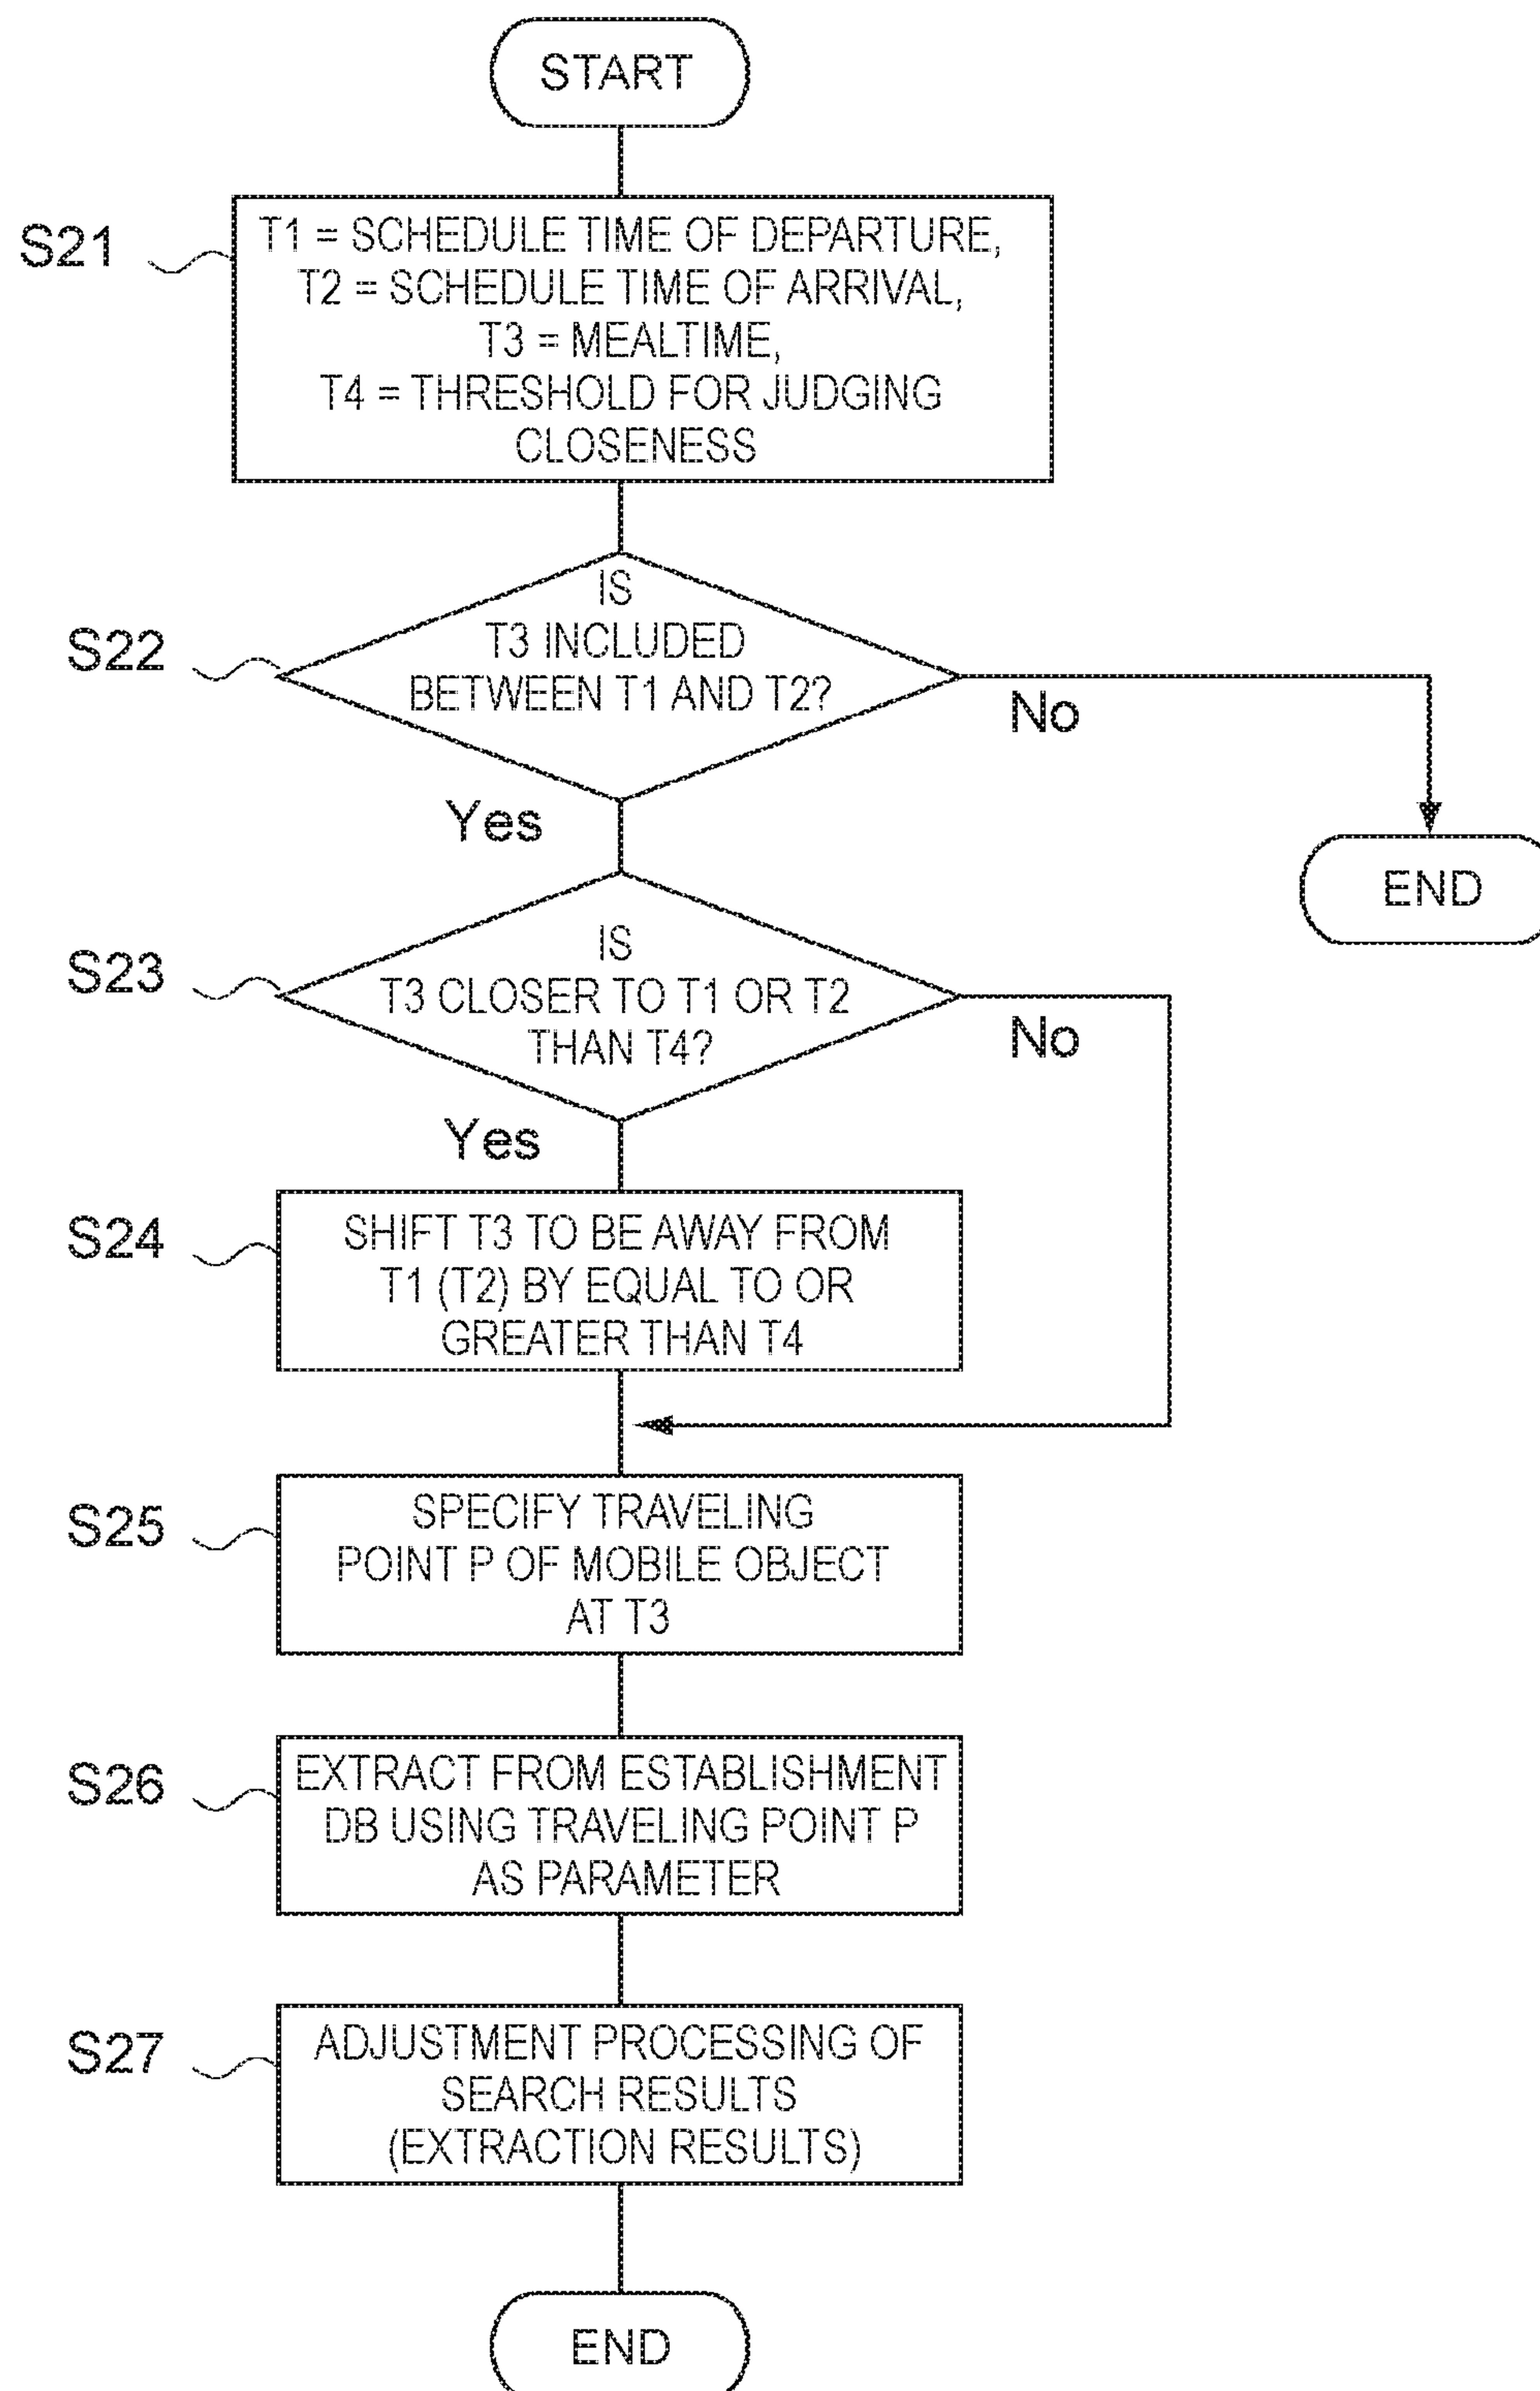 START
S21
T1 = SCHEDULE TIME OF DEPARTURE,
T2 = SCHEDULE TIME OF ARRIVAL,
T3 = MEALTIME,
T4 = THRESHOLD FOR JUDGING
CLOSENESS
S22
IS
T3 INCLUDED
BETWEEN T1 AND T2?
No
Yes
END
S23
IS
T3 CLOSER TO T1 OR T2
THAN T4?
No
Yes
S24
SHIFT T3 TO BE AWAY FROM
T1 (T2) BY EQUAL TO OR
GREATER THAN T4
S25
SPECIFY TRAVELING
POINT P OF MOBILE OBJECT
AT T3
S26
EXTRACT FROM ESTABLISHMENT
DB USING TRAVELING POINT P
AS PARAMETER
S27
ADJUSTMENT PROCESSING OF
SEARCH RESULTS
(EXTRACTION RESULTS)
END